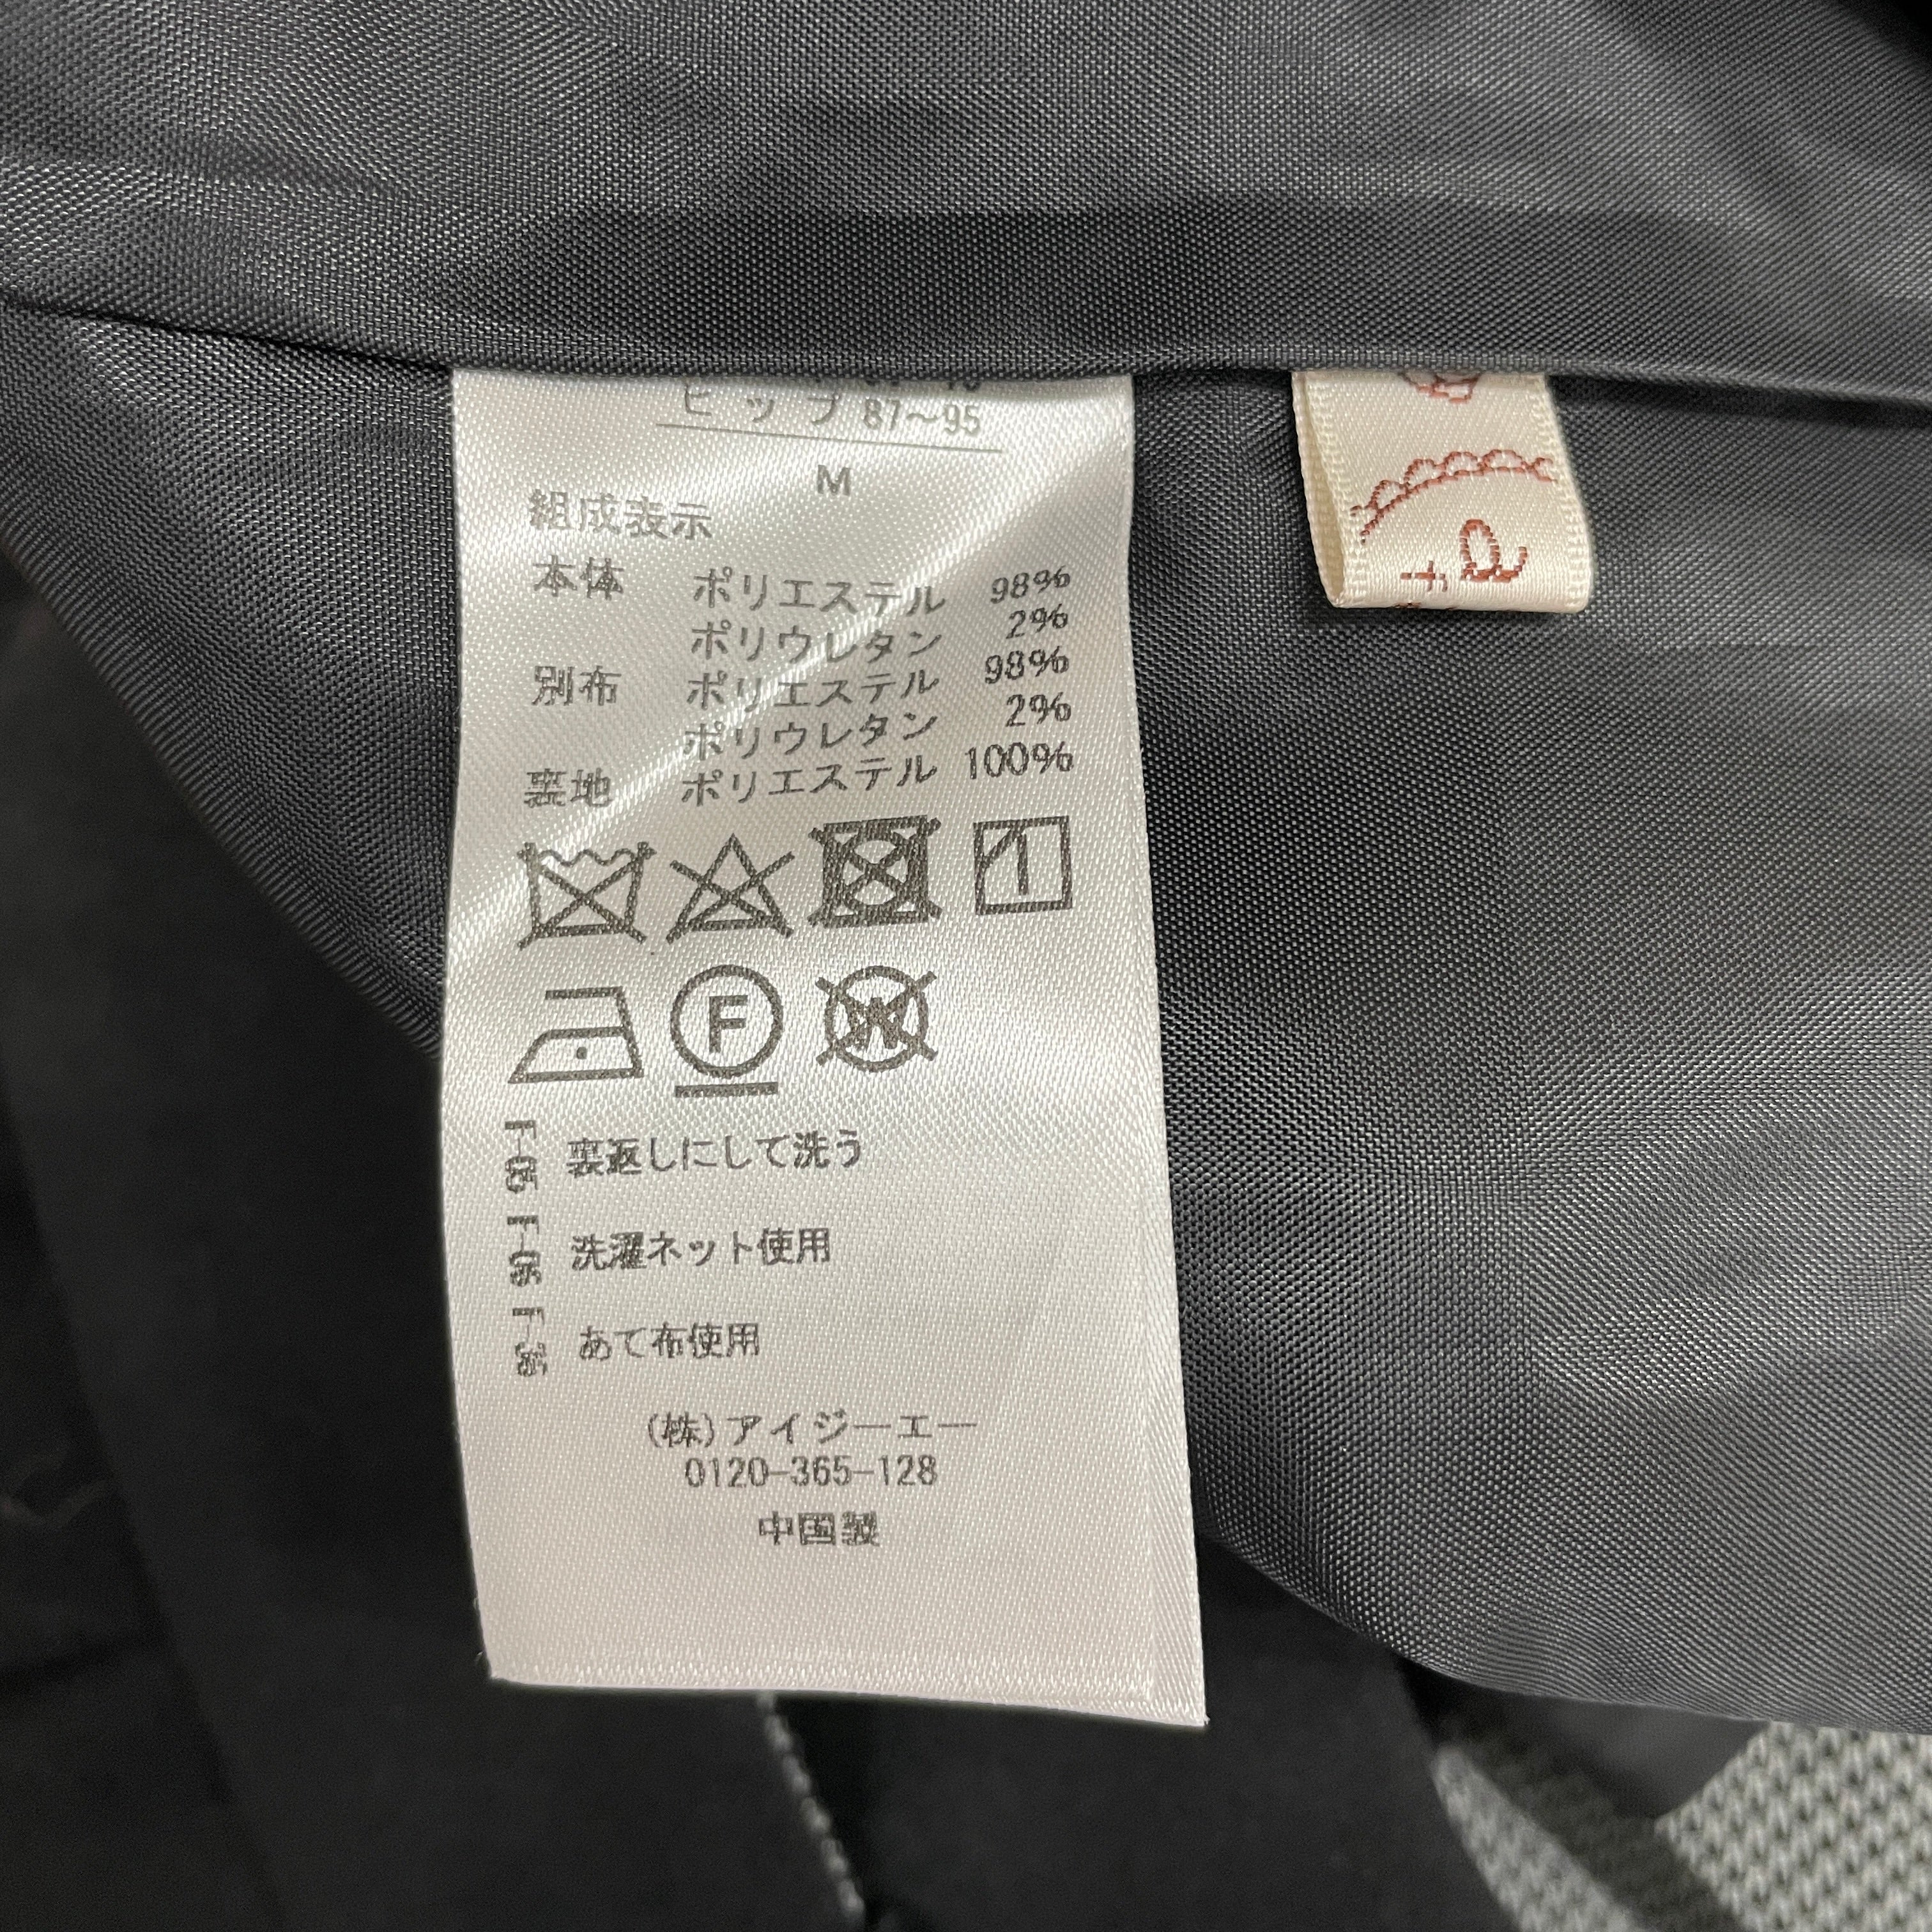 ヒップ 87〜95
M
組成表示
本体 ポリエステル 98%
ポリウレタン 2%
別布 ポリエステル 98%
ポリウレタン 2%
裏地 ポリエステル 100%
F
W
F-05 裏返しにして洗う
F-06 洗濯ネット使用
F-36 あて布使用
(株)アイジーエー
0120-365-128
中国製